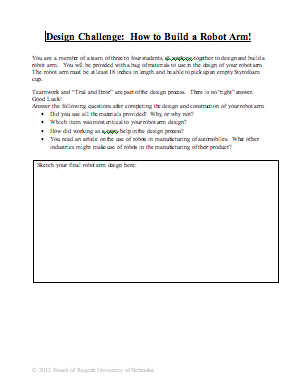 Design Challenge: How to Build a Robot Arm!
You are a member of a team of three to four students, all working together to design and build a
robot arm. You will be provided with a bag of materials to use in the design of your robot arm.
The robot arm must be at least 18 inches in length and be able to pick up an empty Styrofoam
cup.
Teamwork and "Trial and Error" are part of the design process. There is no "right" answer.
Good Luck!
Answer the following questions after completing the design and construction of your robot arm
• Did you use all the materials provided? Why, or why not?
• Which item was most critical to your robot arm design?
• How did working as help in the design process?
• You read an article on the use of robots in manufacturing of automobiles. What other
industries might make use of robots in the manufacturing of their product?
Sketch your final robot arm design here:
© 2012 Board of Regents University of Nebraska